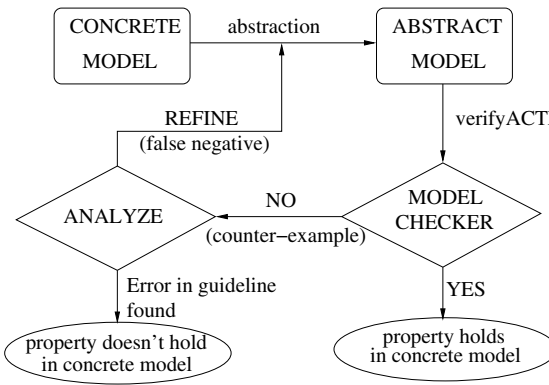 CONCRETE
MODEL
abstraction
ABSTRACT
MODEL
REFINE
(false negative)
verifyACT
ANALYZE
NO
(counter−example)
MODEL
CHECKER
Error in guideline
found
YES
property doesn't hold
in concrete model
property holds
in concrete model